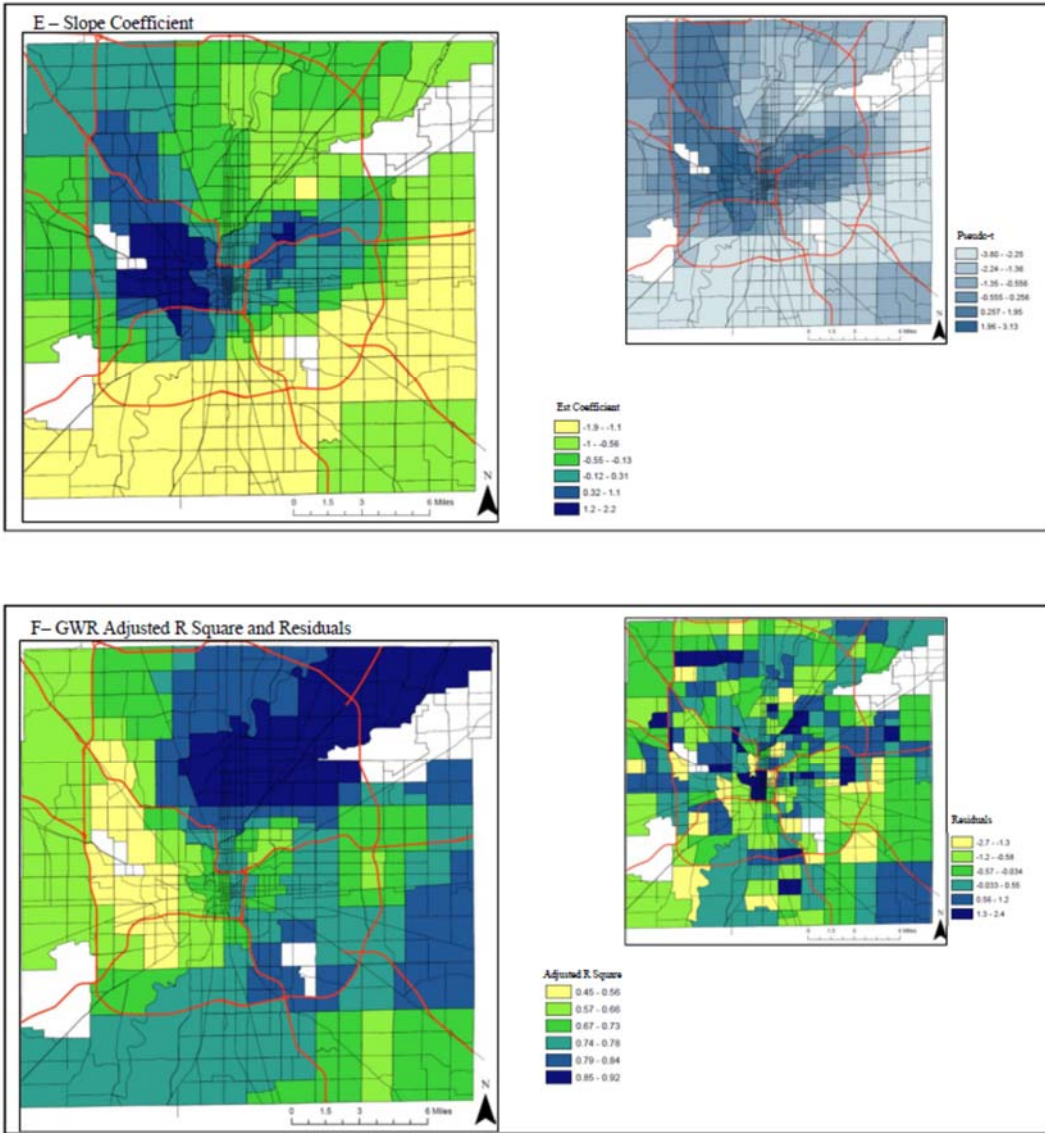 E – Slope Coefficient
Pseudo-t
-3.80 - -2.25
-2.24 - -1.36
-1.35 - -0.556
-0.555 - 0.256
0.257 - 1.95
1.96 - 3.13
N
Est Coefficient
-1.9 - -1.1
-1 - -0.56
-0.55 - -0.13
-0.12 - 0.31
0.32 - 1.1
1.2 - 2.2
N
0 1.5 3 6 Miles
F– GWR Adjusted R Square and Residuals
Residuals
-2.7 - -1.3
-1.2 - -0.58
-0.57 - -0.034
-0.033 - 0.55
0.56 - 1.2
1.3 - 2.4
N
Adjusted R Square
0.45 - 0.56
0.57 - 0.66
0.67 - 0.73
0.74 - 0.78
0.79 - 0.84
0.85 - 0.92
N
0 1.5 3 6 Miles